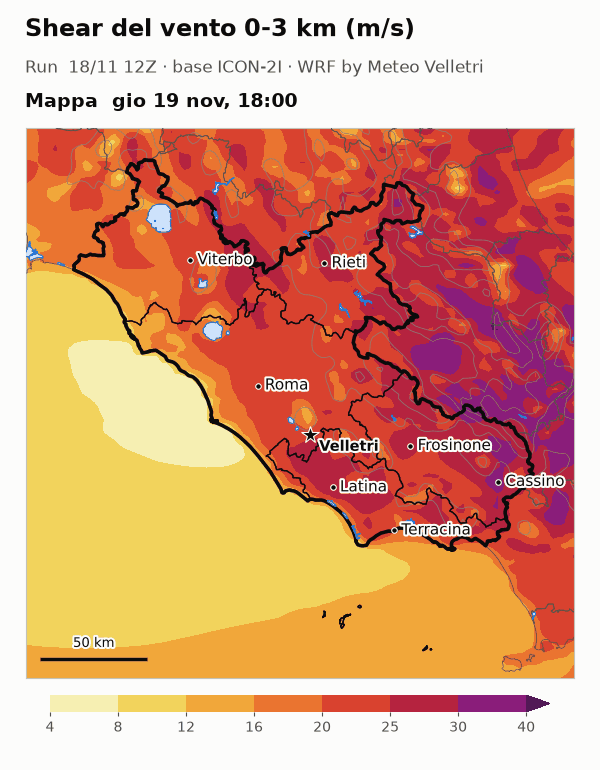 Shear del vento 0-3 km (m/s)
Run  18/11 12Z · base ICON-2I · WRF by Meteo Velletri
Mappa  gio 19 nov, 18:00
Viterbo
Rieti
Roma
Velletri
Frosinone
Cassino
Latina
Terracina
50 km
4 8 12 16 20 25 30 40